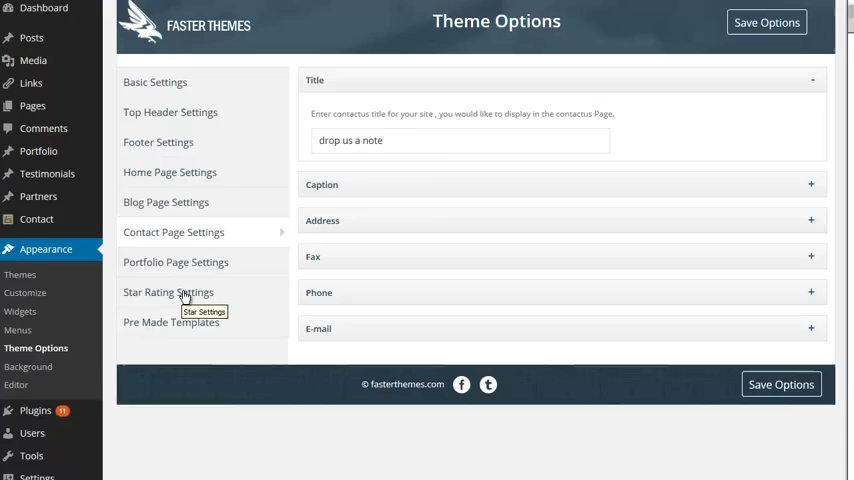 Dashboard
Posts
Media
Links
Pages
Comments
Portfolio
Testimonials
Partners
Contact
Appearance
Themes
Customize
Widgets
Menus
Theme Options
Background
Editor
Plugins 11
Users
Tools
Settings
FASTER THEMES
Theme Options
Save Options
Basic Settings
Top Header Settings
Footer Settings
Home Page Settings
Blog Page Settings
Contact Page Settings
Portfolio Page Settings
Star Rating Settings
Star Settings
Pre Made Templates
Title -
Enter contactus title for your site , you would like to display in the contactus Page.
drop us a note
Caption +
Address +
Fax +
Phone +
E-mail +
© fasterthemes.com f t
Save Options